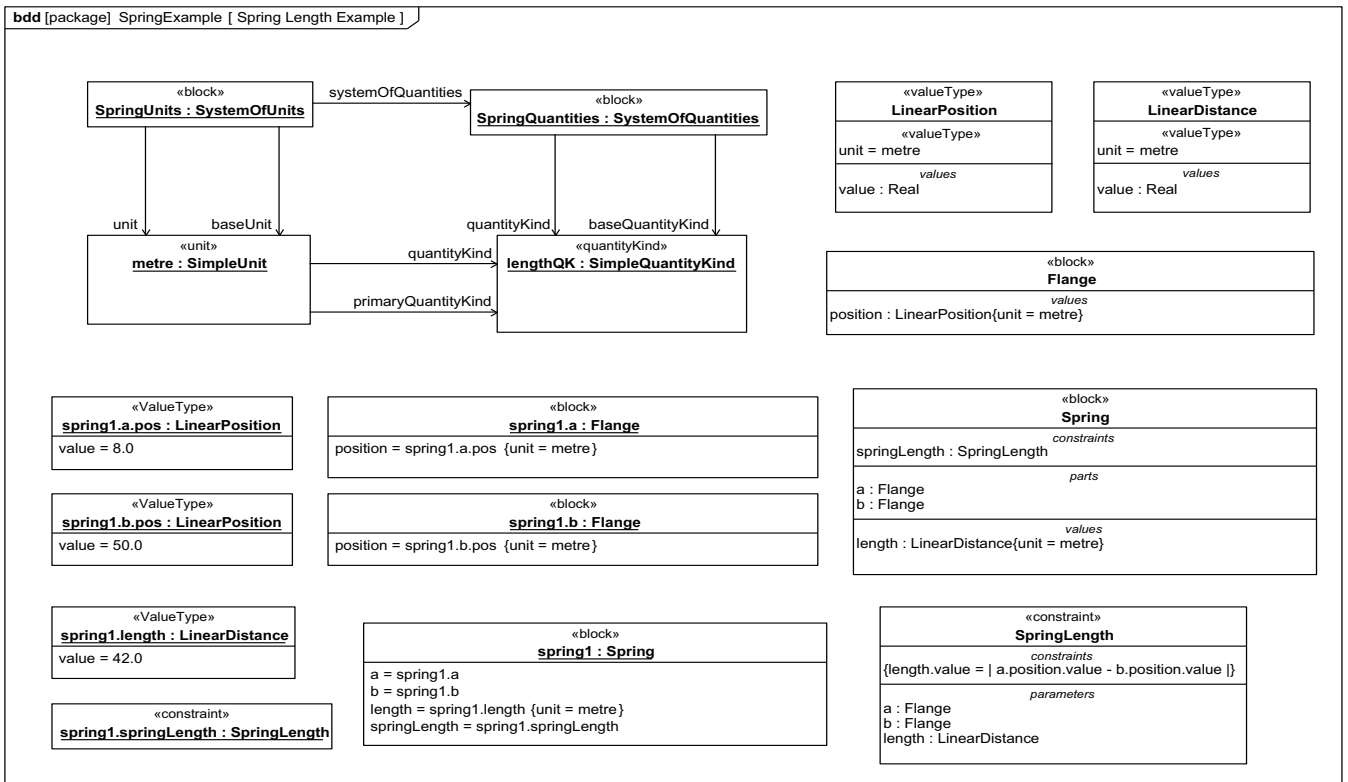 bdd [package] SpringExample [ Spring Length Example ]
«block»
SpringUnits : SystemOfUnits
systemOfQuantities
«block»
SpringQuantities : SystemOfQuantities
unit
baseUnit
quantityKind
baseQuantityKind
«unit»
metre : SimpleUnit
quantityKind
primaryQuantityKind
«quantityKind»
lengthQK : SimpleQuantityKind
«valueType»
LinearPosition
«valueType»
unit = metre
values
value : Real
«valueType»
LinearDistance
«valueType»
unit = metre
values
value : Real
«block»
Flange
values
position : LinearPosition{unit = metre}
«ValueType»
spring1.a.pos : LinearPosition
value = 8.0
«block»
spring1.a : Flange
position = spring1.a.pos {unit = metre}
«block»
Spring
constraints
springLength : SpringLength
parts
a : Flange
b : Flange
values
length : LinearDistance{unit = metre}
«ValueType»
spring1.b.pos : LinearPosition
value = 50.0
«block»
spring1.b : Flange
position = spring1.b.pos {unit = metre}
«ValueType»
spring1.length : LinearDistance
value = 42.0
«constraint»
spring1.springLength : SpringLength
«block»
spring1 : Spring
a = spring1.a
b = spring1.b
length = spring1.length {unit = metre}
springLength = spring1.springLength
«constraint»
SpringLength
constraints
{length.value = | a.position.value - b.position.value |}
parameters
a : Flange
b : Flange
length : LinearDistance